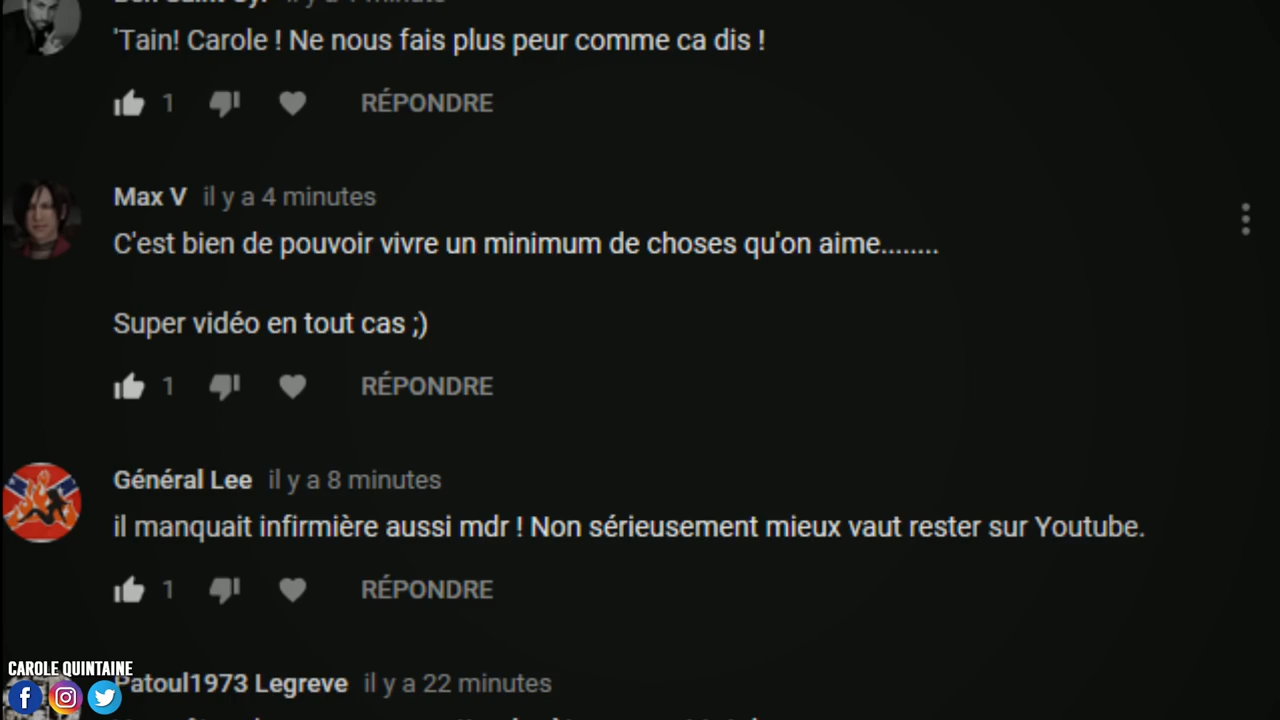 'Tain! Carole ! Ne nous fais plus peur comme ca dis !
1 RÉPONDRE
Max V il y a 4 minutes
C'est bien de pouvoir vivre un minimum de choses qu'on aime........
Super vidéo en tout cas ;)
1 RÉPONDRE
Général Lee il y a 8 minutes
il manquait infirmière aussi mdr ! Non sérieusement mieux vaut rester sur Youtube.
1 RÉPONDRE
CAROLE QUINTAINE
Patoul1973 Legreve il y a 22 minutes